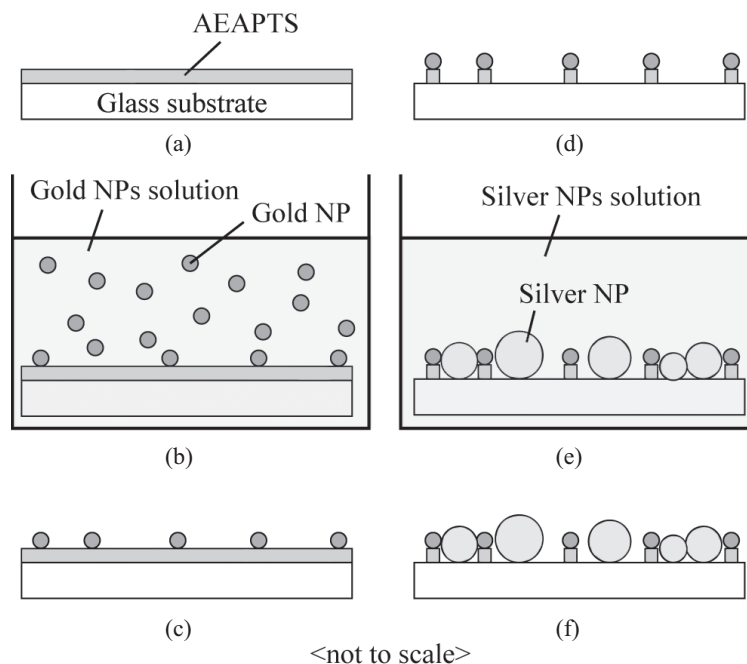 AEAPTS
Glass substrate
(a)
(d)
Gold NPs solution
Gold NP
Silver NPs solution
Silver NP
(b)
(e)
(c)
(f)
<not to scale>